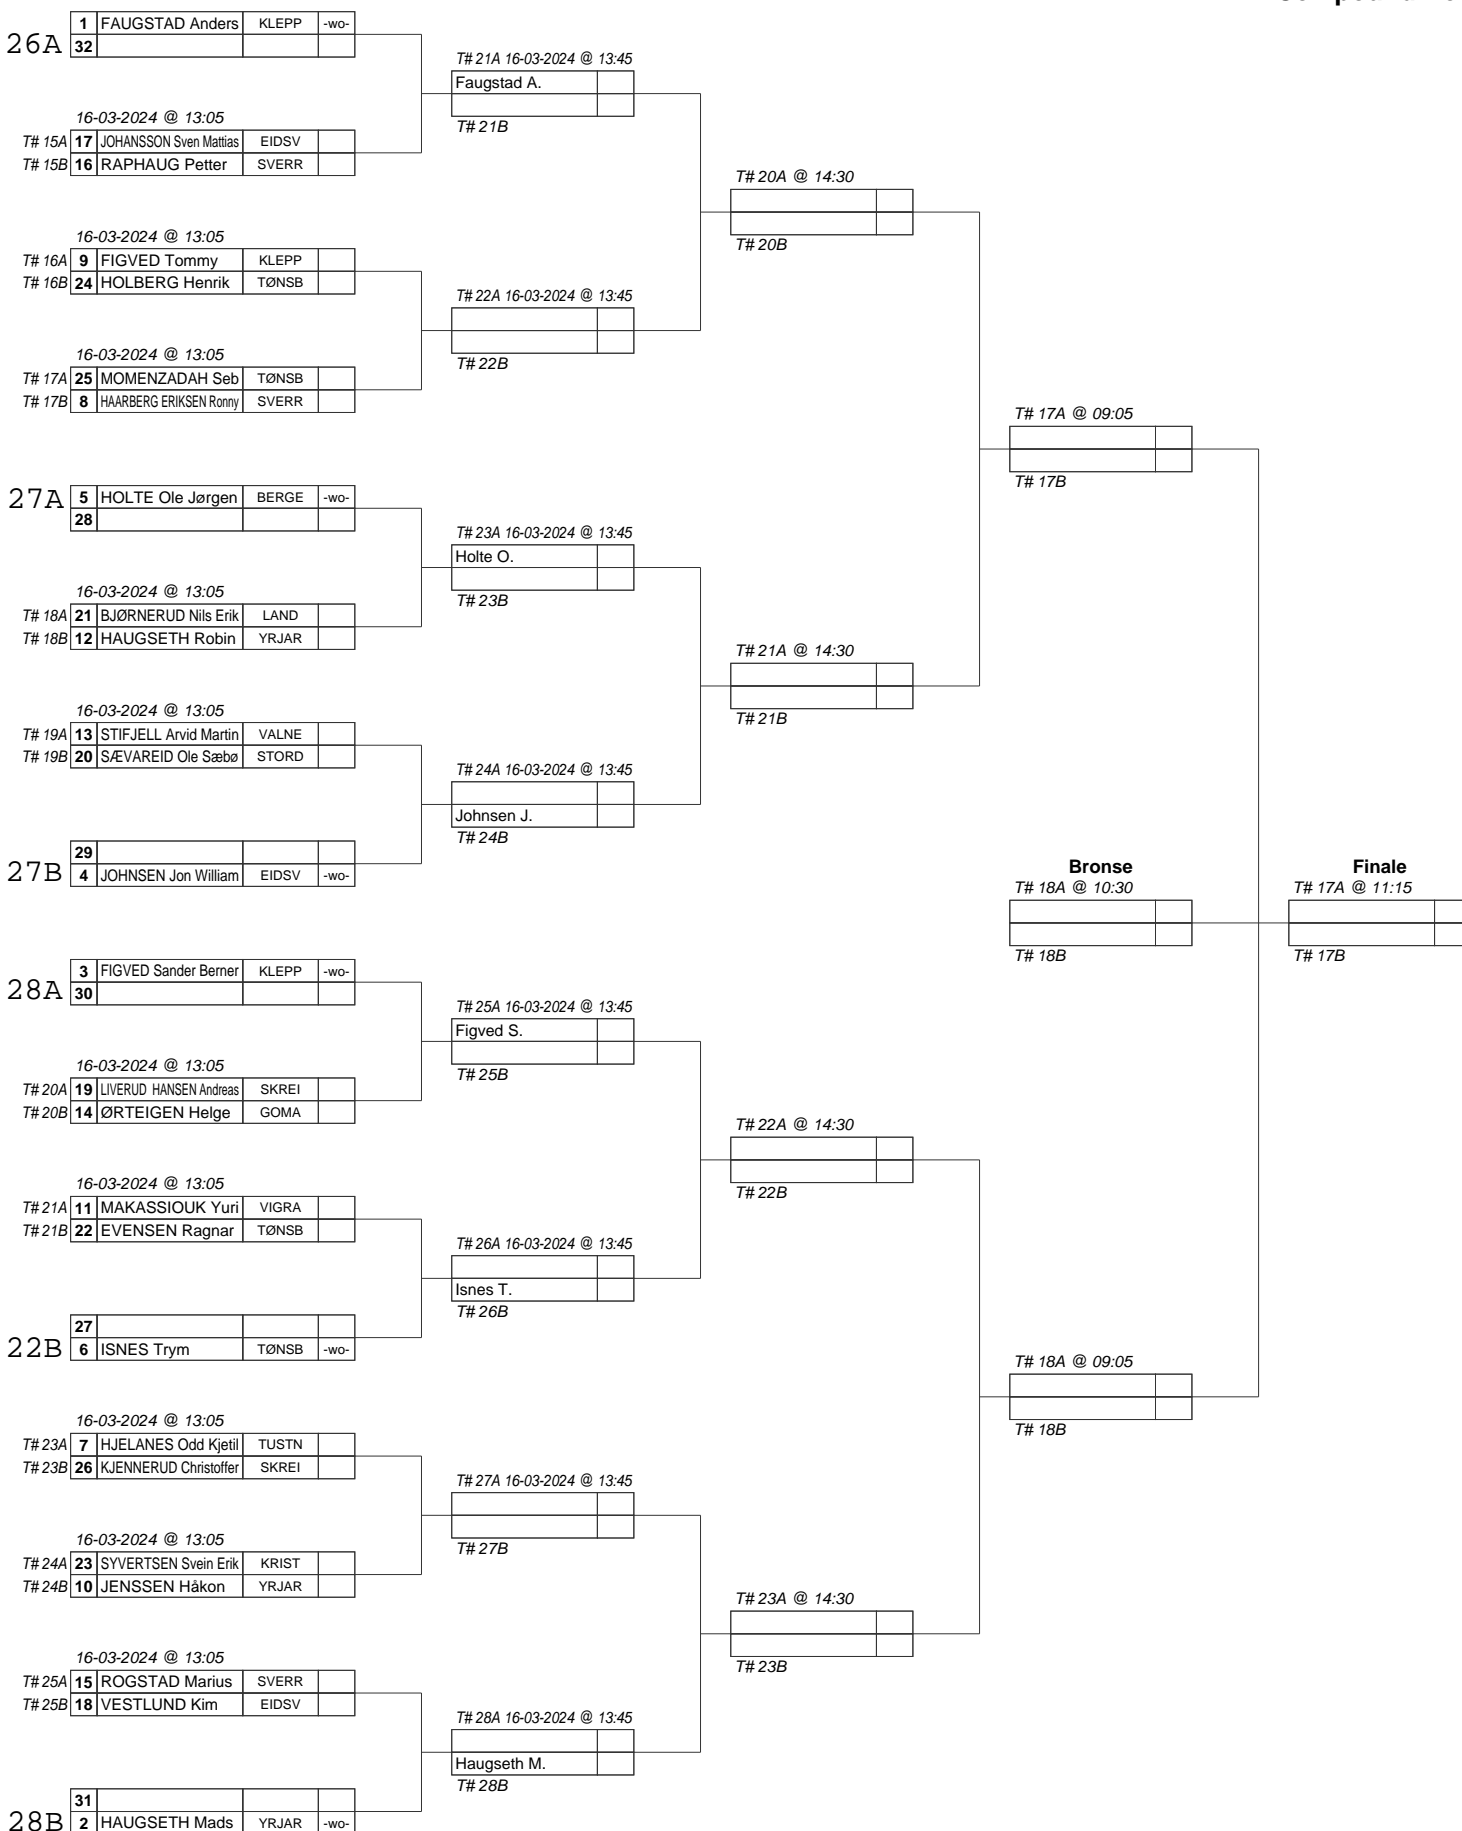 26A
1 FAUGSTAD Anders KLEPP -wo-
32
16-03-2024 @ 13:05
T# 15A 17 JOHANSSON Sven Mattias EIDSV
T# 15B 16 RAPHAUG Petter SVERR
16-03-2024 @ 13:05
T# 16A 9 FIGVED Tommy KLEPP
T# 16B 24 HOLBERG Henrik TØNSB
16-03-2024 @ 13:05
T# 17A 25 MOMENZADAH Seb TØNSB
T# 17B 8 HAARBERG ERIKSEN Ronny SVERR
27A
5 HOLTE Ole Jørgen BERGE -wo-
28
16-03-2024 @ 13:05
T# 18A 21 BJØRNERUD Nils Erik LAND
T# 18B 12 HAUGSETH Robin YRJAR
16-03-2024 @ 13:05
T# 19A 13 STIFJELL Arvid Martin VALNE
T# 19B 20 SÆVAREID Ole Sæbø STORD
29
27B
4 JOHNSEN Jon William EIDSV -wo-
28A
3 FIGVED Sander Berner KLEPP -wo-
30
16-03-2024 @ 13:05
T# 20A 19 LIVERUD HANSEN Andreas SKREI
T# 20B 14 ØRTEIGEN Helge GOMA
16-03-2024 @ 13:05
T# 21A 11 MAKASSIOUK Yuri VIGRA
T# 21B 22 EVENSEN Ragnar TØNSB
27
22B
6 ISNES Trym TØNSB -wo-
16-03-2024 @ 13:05
T# 23A 7 HJELANES Odd Kjetil TUSTN
T# 23B 26 KJENNERUD Christoffer SKREI
16-03-2024 @ 13:05
T# 24A 23 SYVERTSEN Svein Erik KRIST
T# 24B 10 JENSSEN Håkon YRJAR
16-03-2024 @ 13:05
T# 25A 15 ROGSTAD Marius SVERR
T# 25B 18 VESTLUND Kim EIDSV
31
28B
2 HAUGSETH Mads YRJAR -wo-
T# 21A 16-03-2024 @ 13:45
Faugstad A.
T# 21B
T# 22A 16-03-2024 @ 13:45
T# 22B
T# 23A 16-03-2024 @ 13:45
Holte O.
T# 23B
T# 24A 16-03-2024 @ 13:45
Johnsen J.
T# 24B
T# 25A 16-03-2024 @ 13:45
Figved S.
T# 25B
T# 26A 16-03-2024 @ 13:45
Isnes T.
T# 26B
T# 27A 16-03-2024 @ 13:45
T# 27B
T# 28A 16-03-2024 @ 13:45
Haugseth M.
T# 28B
T# 20A @ 14:30
T# 20B
T# 21A @ 14:30
T# 21B
T# 22A @ 14:30
T# 22B
T# 23A @ 14:30
T# 23B
T# 17A @ 09:05
T# 17B
Bronse
T# 18A @ 10:30
T# 18B
T# 18A @ 09:05
T# 18B
Finale
T# 17A @ 11:15
T# 17B